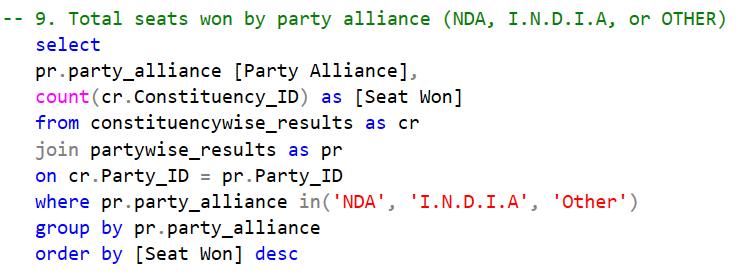 -- 9. Total seats won by party alliance (NDA, I.N.D.I.A, or OTHER)
select
pr.party_alliance [Party Alliance],
count(cr.Constituency_ID) as [Seat Won]
from constituencywise_results as cr
join partywise_results as pr
on cr.Party_ID = pr.Party_ID
where pr.party_alliance in('NDA', 'I.N.D.I.A', 'Other')
group by pr.party_alliance
order by [Seat Won] desc